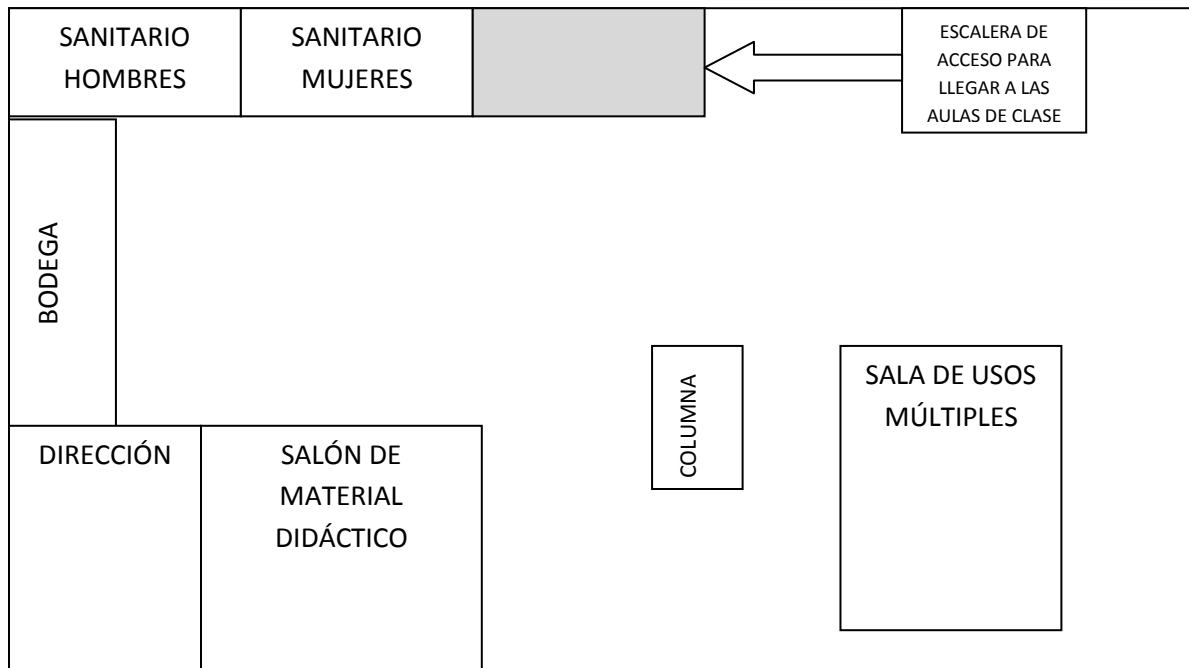 SANITARIO
HOMBRES
SANITARIO
MUJERES
ESCALERA DE
ACCESO PARA
LLEGAR A LAS
AULAS DE CLASE
BODEGA
COLUMNA
SALA DE USOS
MÚLTIPLES
DIRECCIÓN
SALÓN DE
MATERIAL
DIDÁCTICO